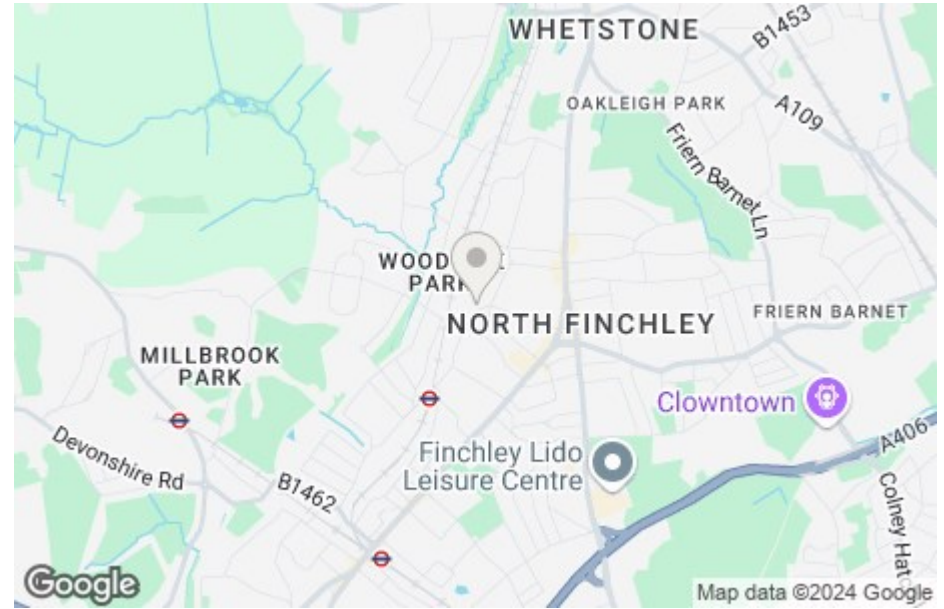 WHETSTONE
B1453
OAKLEIGH PARK
A109
Friern Barnet Ln
PARK
NORTH FINCHLEY
FRIERN BARNET
MILLBROOK
PARK
Clowntown
A406
Devonshire Rd
Finchley Lido
Leisure Centre
B1462
Colney
Google
Map data ©2024 Google